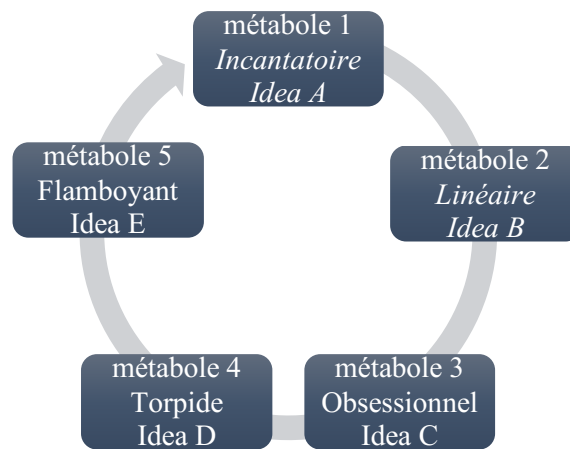 métabole 1
Incantatoire
Idea A
métabole 2
Linéaire
Idea B
métabole 3
Obsessionnel
Idea C
métabole 4
Torpide
Idea D
métabole 5
Flamboyant
Idea E